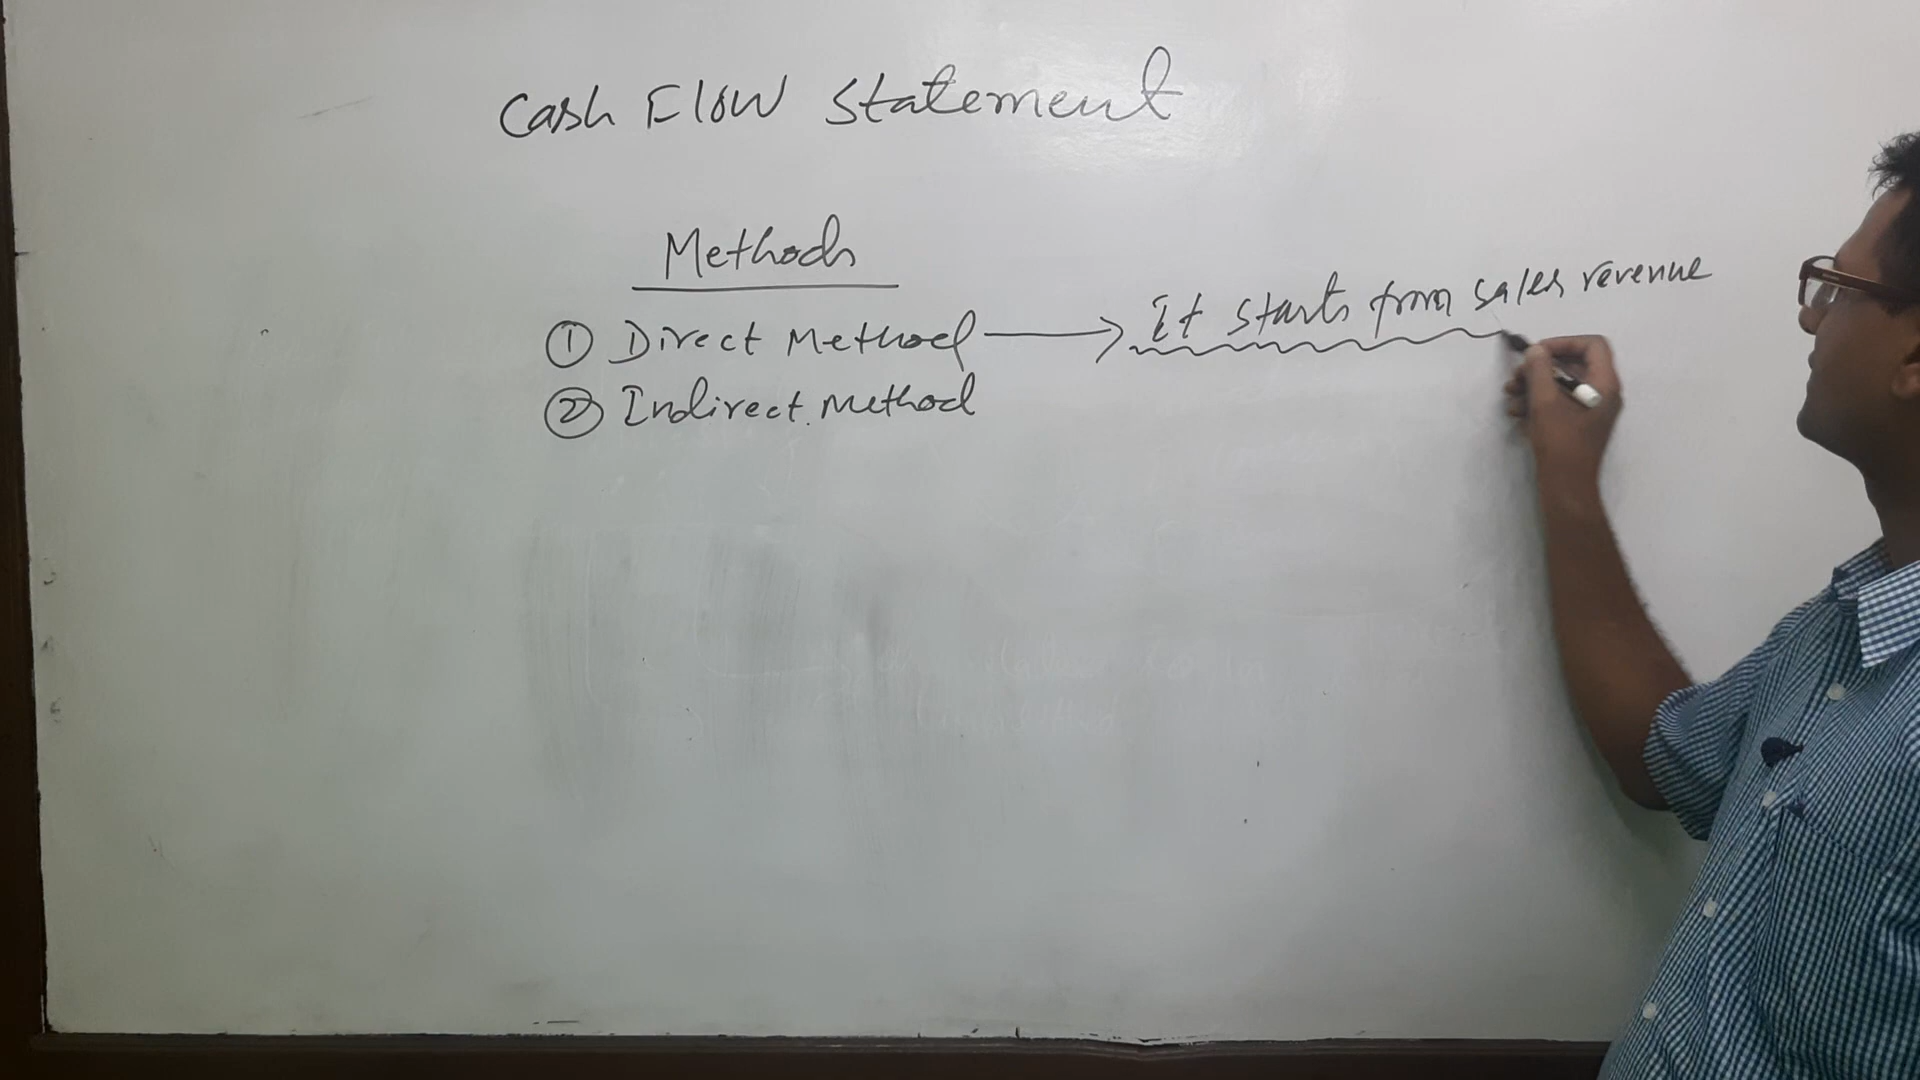 Cash Flow Statement
Methods
① Direct Method → It starts from sales revenue
② Indirect Method